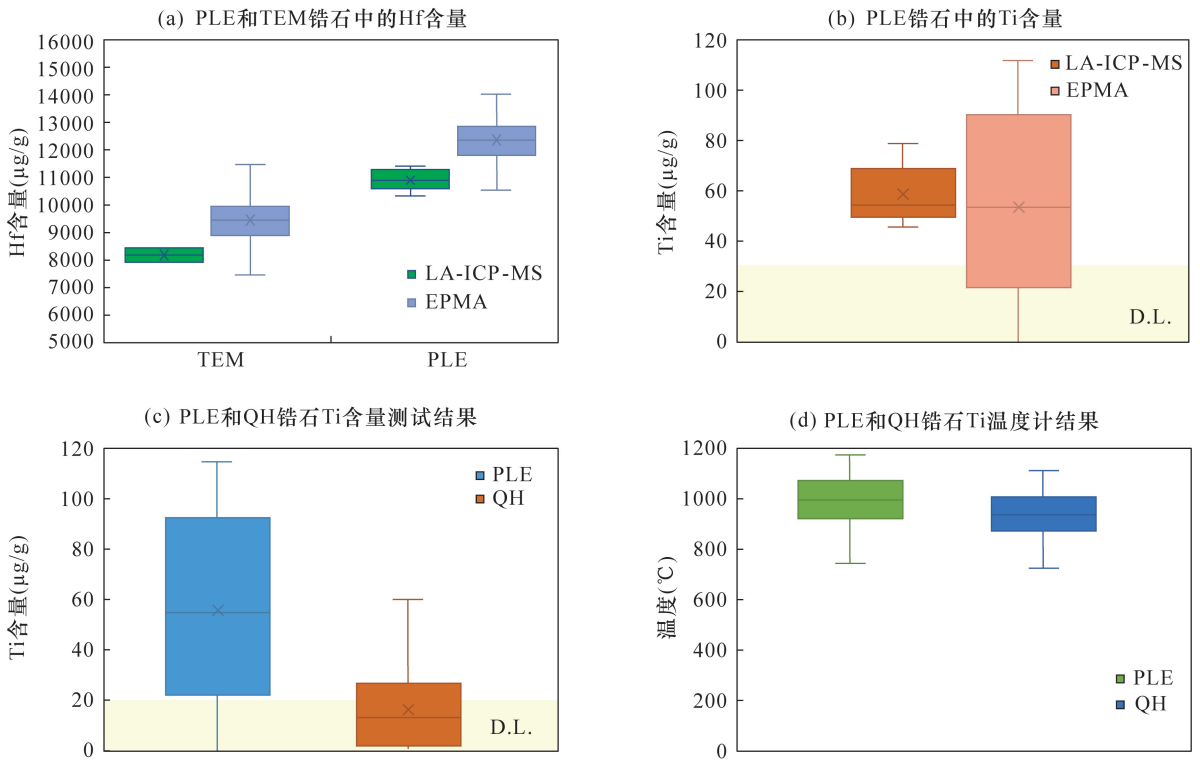 (a) PLE和TEM锆石中的Hf含量
16000
15000
14000
13000
12000
11000
10000
9000
8000
7000
6000
5000
Hf含量(μg/g)
LA-ICP-MS
EPMA
TEM
PLE
(b) PLE锆石中的Ti含量
120
100
80
60
40
20
0
Ti含量(μg/g)
LA-ICP-MS
EPMA
D.L.
(c) PLE和QH锆石Ti含量测试结果
120
100
80
60
40
20
0
Ti含量(μg/g)
PLE
QH
D.L.
(d) PLE和QH锆石Ti温度计结果
1200
1000
800
600
400
200
0
温度(℃)
PLE
QH